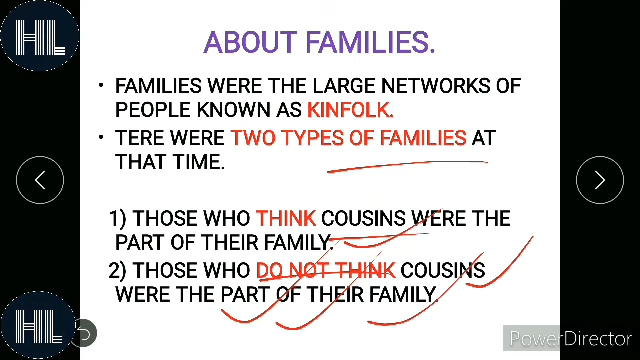 HL
ABOUT FAMILIES.
• FAMILIES WERE THE LARGE NETWORKS OF
PEOPLE KNOWN AS KINFOLK.
• TERE WERE TWO TYPES OF FAMILIES AT
THAT TIME.
1) THOSE WHO THINK COUSINS WERE THE
PART OF THEIR FAMILY.
2) THOSE WHO DO NOT THINK COUSINS
WERE THE PART OF THEIR FAMILY.
HL
PowerDirector